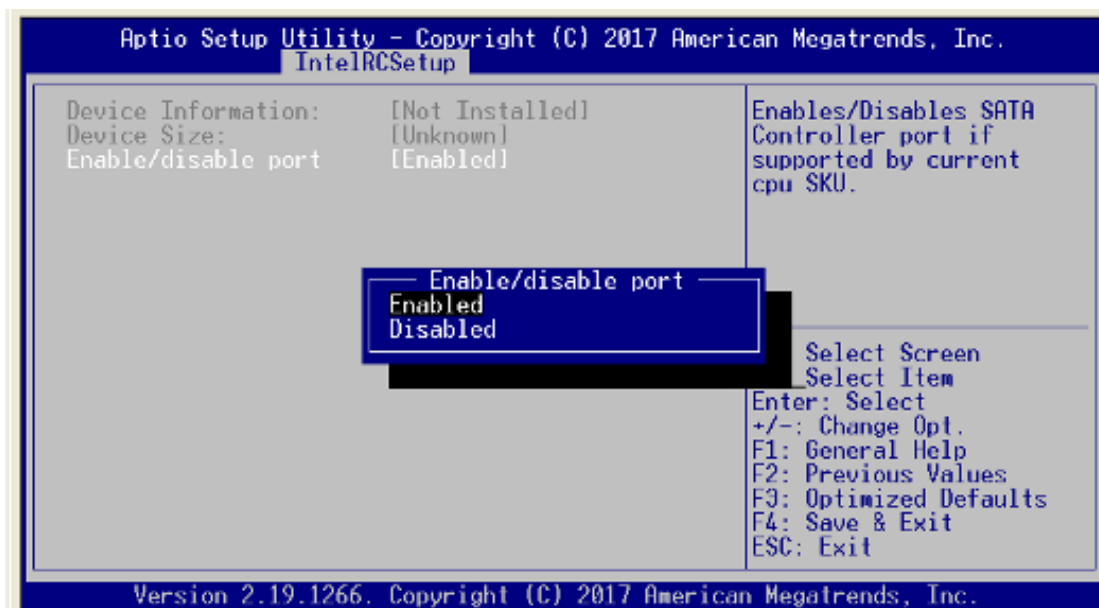 Aptio Setup Utility - Copyright (C) 2017 American Megatrends, Inc.
IntelRCSetup
Device Information: [Not Installed]
Device Size: [Unknown]
Enable/disable port [Enabled]
Enables/Disables SATA
Controller port if
supported by current
cpu SKU.
Enable/disable port
Enabled
Disabled
Select Screen
Select Item
Enter: Select
+/-: Change Opt.
F1: General Help
F2: Previous Values
F3: Optimized Defaults
F4: Save & Exit
ESC: Exit
Version 2.19.1266. Copyright (C) 2017 American Megatrends, Inc.